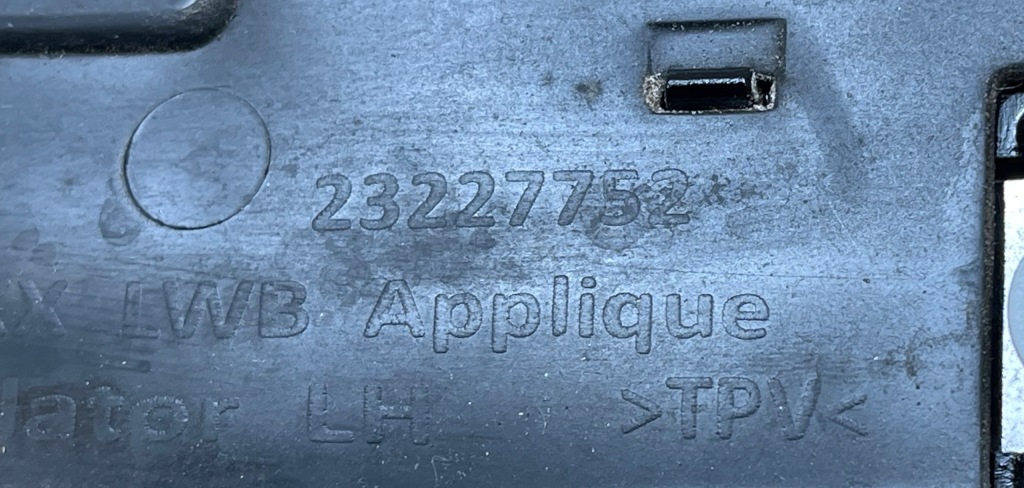 23227752
LWB Applique
LH >TPV<